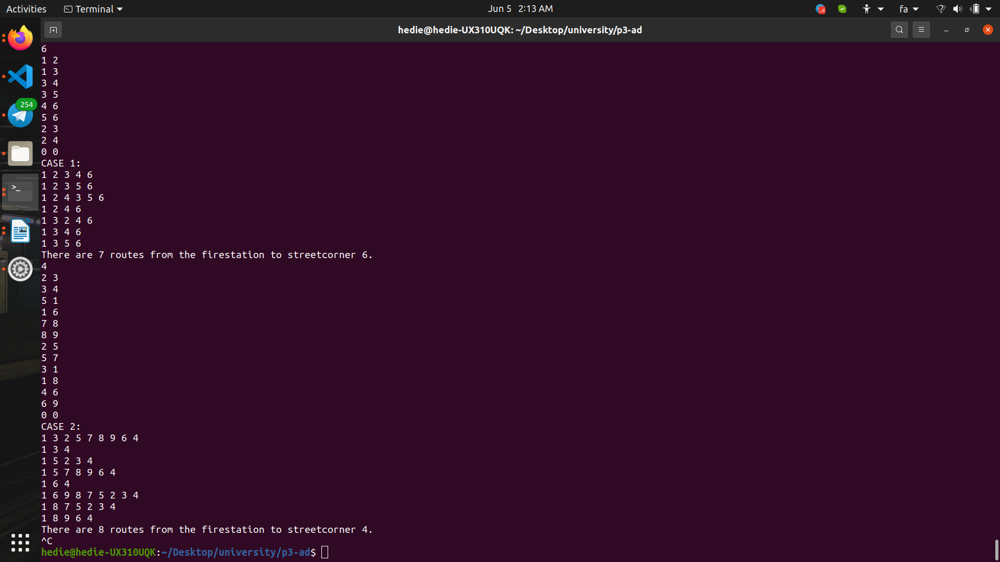 Activities Terminal Jun 5 2:13 AM fa
hedie@hedie-UX310UQK: ~/Desktop/university/p3-ad
254
6
1 2
1 3
3 4
3 5
4 6
5 6
2 3
2 4
0 0
CASE 1:
1 2 3 4 6
1 2 3 5 6
1 2 4 3 5 6
1 2 4 6
1 3 2 4 6
1 3 4 6
1 3 5 6
There are 7 routes from the firestation to streetcorner 6.
4
2 3
3 4
5 1
1 6
7 8
8 9
2 5
5 7
3 1
1 8
4 6
6 9
0 0
CASE 2:
1 3 2 5 7 8 9 6 4
1 3 4
1 5 2 3 4
1 5 7 8 9 6 4
1 6 4
1 6 9 8 7 5 2 3 4
1 8 7 5 2 3 4
1 8 9 6 4
There are 8 routes from the firestation to streetcorner 4.
^C
hedie@hedie-UX310UQK:~/Desktop/university/p3-ad$